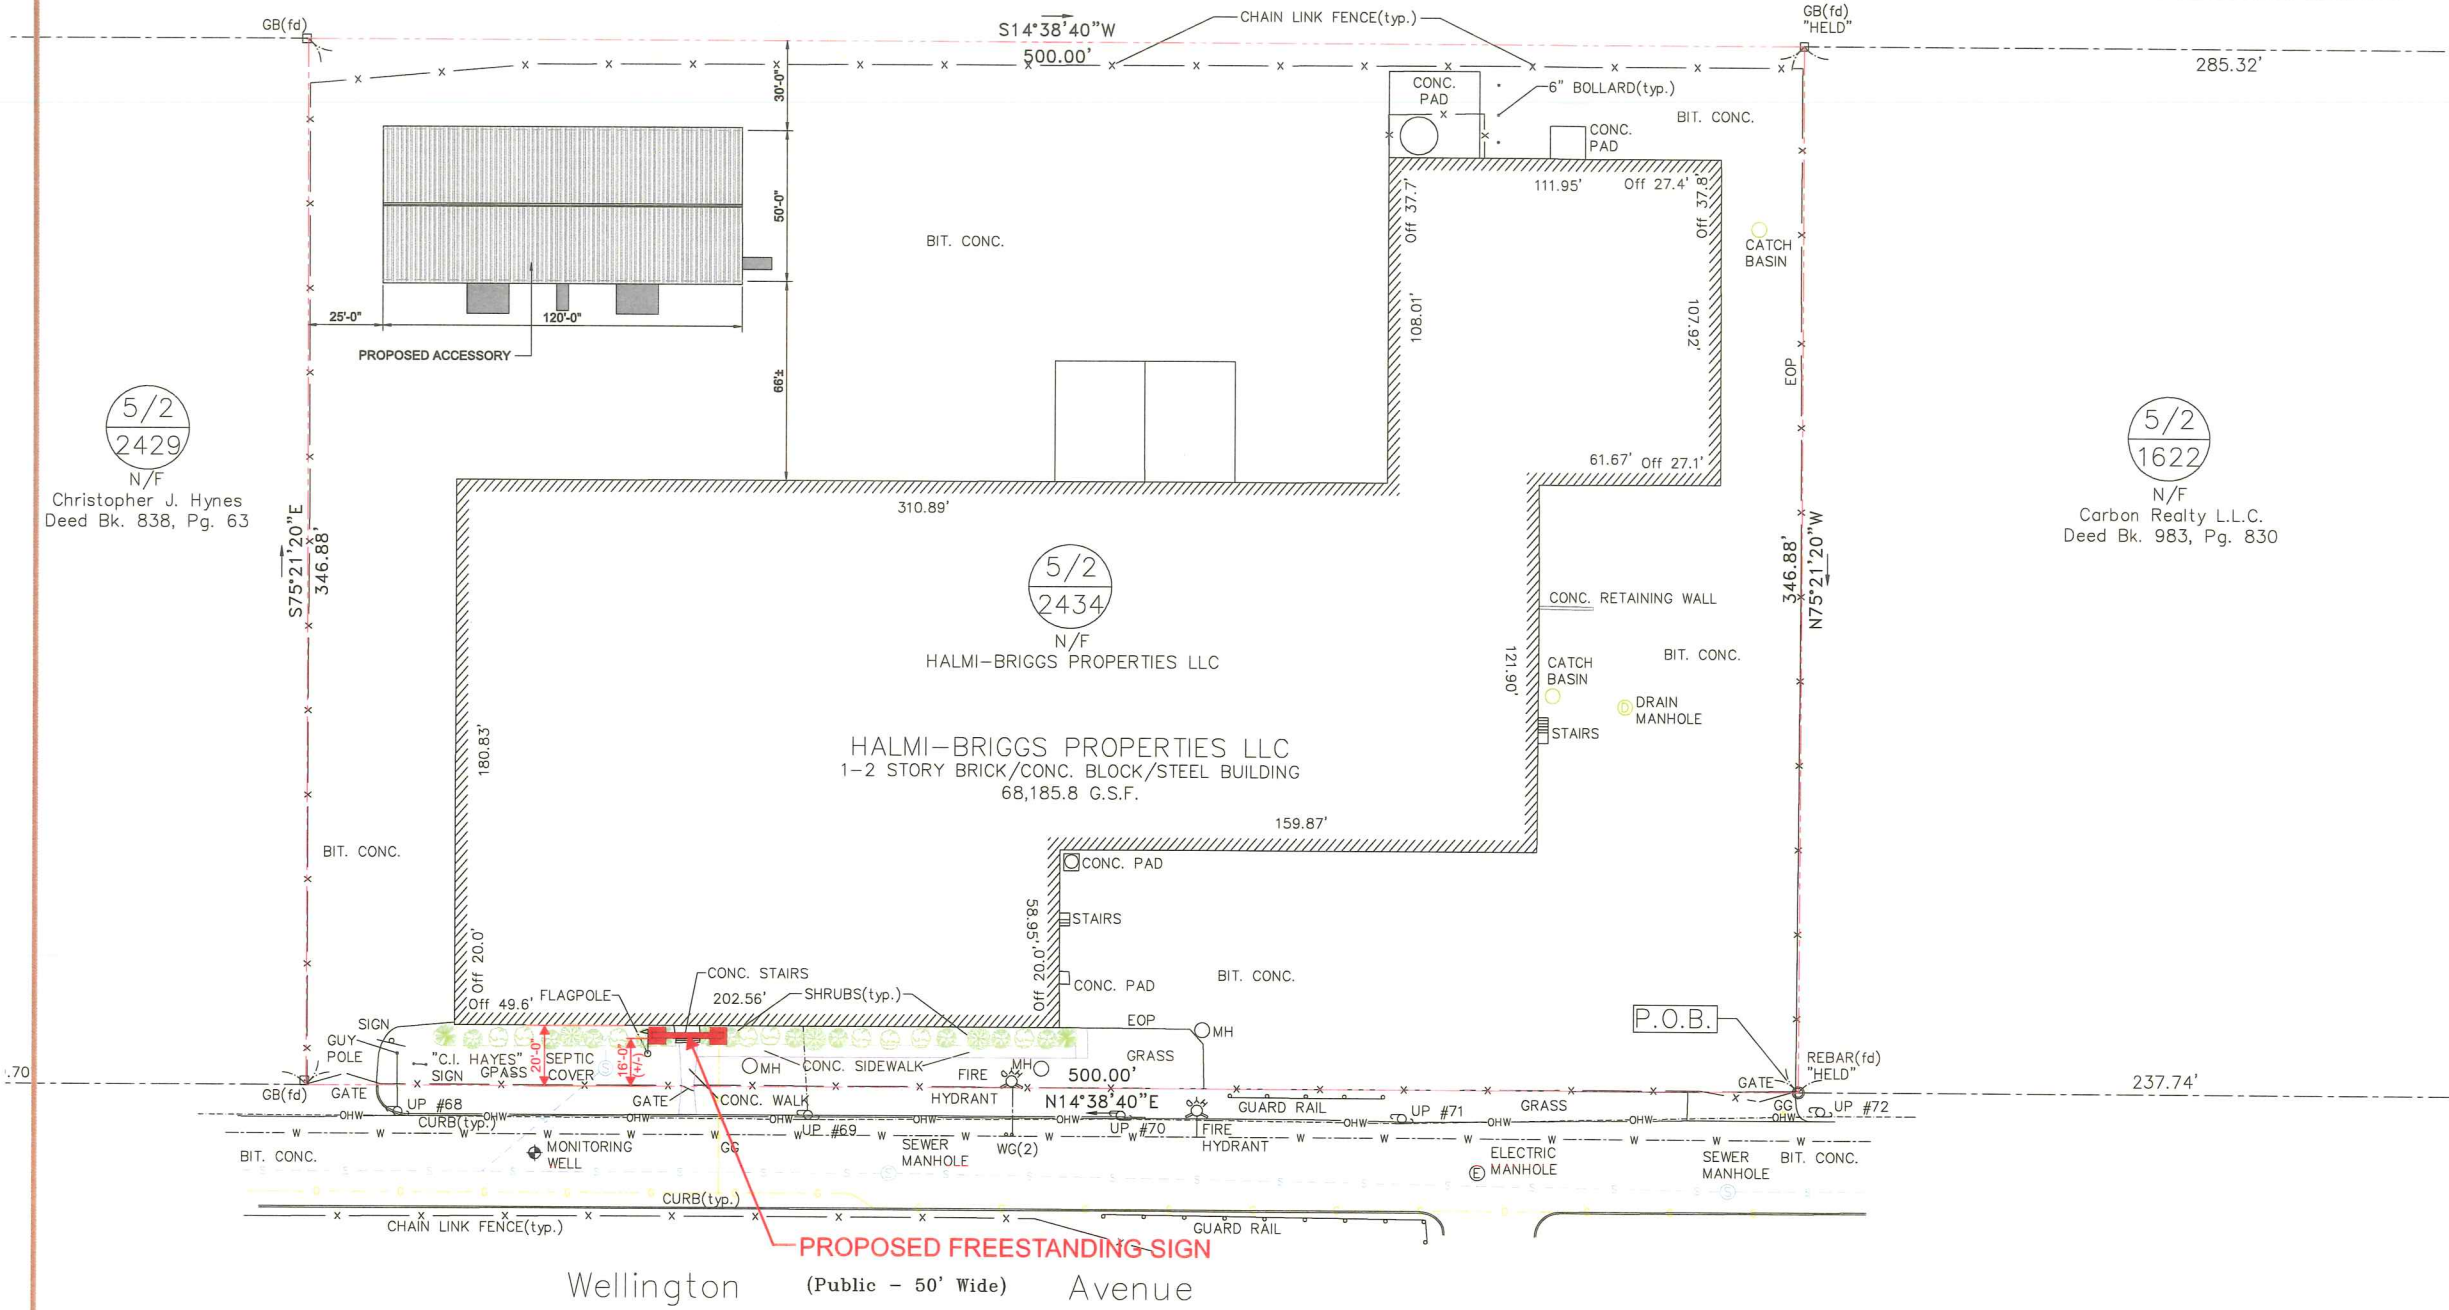 GB(fd)
S14°38'40"W
500.00'
CHAIN LINK FENCE(typ.)
GB(fd)
"HELD"
285.32'
30'-0"
CONC.
PAD
6" BOLLARD(typ.)
BIT. CONC.
CONC.
PAD
111.95'
Off 27.4'
Off 37.7'
Off 37.8'
50'-0"
BIT. CONC.
CATCH
BASIN
25'-0"
120'-0"
108.01'
107.92'
PROPOSED ACCESSORY
66'±
EOP
5/2
2429
N/F
Christopher J. Hynes
Deed Bk. 838, Pg. 63
5/2
1622
N/F
Carbon Realty L.L.C.
Deed Bk. 983, Pg. 830
61.67'
Off 27.1'
310.89'
S75°21'20"E
346.88'
346.88'
N75°21'20"W
5/2
2434
N/F
HALMI-BRIGGS PROPERTIES LLC
CONC. RETAINING WALL
121.90'
CATCH
BASIN
BIT. CONC.
D
DRAIN
MANHOLE
STAIRS
180.83'
HALMI-BRIGGS PROPERTIES LLC
1-2 STORY BRICK/CONC. BLOCK/STEEL BUILDING
68,185.8 G.S.F.
159.87'
BIT. CONC.
CONC. PAD
58.95'
STAIRS
Off 20.0'
Off 20.0'
CONC. STAIRS
BIT. CONC.
CONC. PAD
Off 49.6'
FLAGPOLE
202.56'
SHRUBS(typ.)
P.O.B.
SIGN
EOP
MH
GUY
POLE
"C.I. HAYES"
SIGN
GRASS
SEPTIC
COVER
20'-0"
16'-0"
(+/-)
MH
CONC. SIDEWALK
MH
GRASS
REBAR(fd)
"HELD"
.70
FIRE
HYDRANT
500.00'
GATE
237.74'
GB(fd)
GATE
GATE
CONC. WALK
N14°38'40"E
GUARD RAIL
GRASS
GG
UP #68
UP #71
UP #72
CURB(typ.)
OHW OHW OHW OHW OHW OHW OHW OHW OHW OHW
UP #69
UP #70
FIRE
HYDRANT
W W W W W W W W W W W W W W W W W W W
BIT. CONC.
MONITORING
WELL
GG
SEWER
MANHOLE
WG(2)
E
ELECTRIC
MANHOLE
SEWER
MANHOLE
BIT. CONC.
CURB(typ.)
CHAIN LINK FENCE(typ.)
GUARD RAIL
PROPOSED FREESTANDING SIGN
Wellington (Public - 50' Wide) Avenue